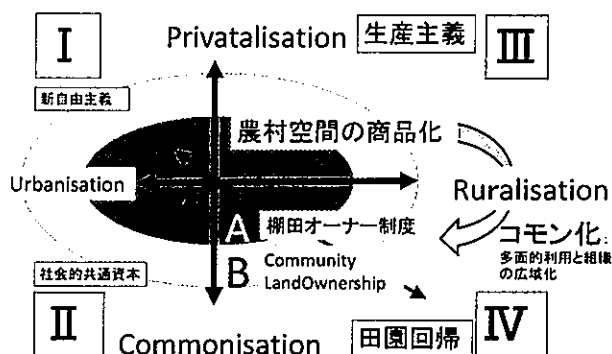 I
Privatalisation
生産主義
III
新自由主義
農村空間の商品化
Urbanisation
Ruralisation
A
棚田オーナー制度
コモン化:
多面的利用と組織
の広域化
B
Community
LandOwnership
社会的共通資本
II
Commonisation
田園回帰
IV